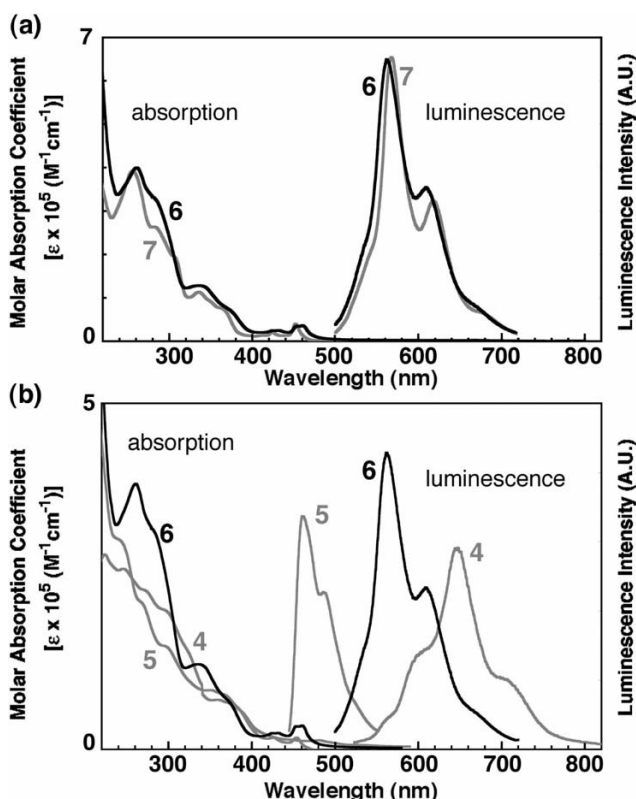 (a)
7
6
7
absorption
luminescence
6
7
0
300
400
500
600
700
800
Wavelength (nm)
Molar Absorption Coefficient
[ε x 10⁵ (M⁻¹cm⁻¹)]
Luminescence Intensity (A.U.)
(b)
5
absorption
6
luminescence
6
5
4
4
5
0
300
400
500
600
700
800
Wavelength (nm)
Molar Absorption Coefficient
[ε x 10⁵ (M⁻¹cm⁻¹)]
Luminescence Intensity (A.U.)